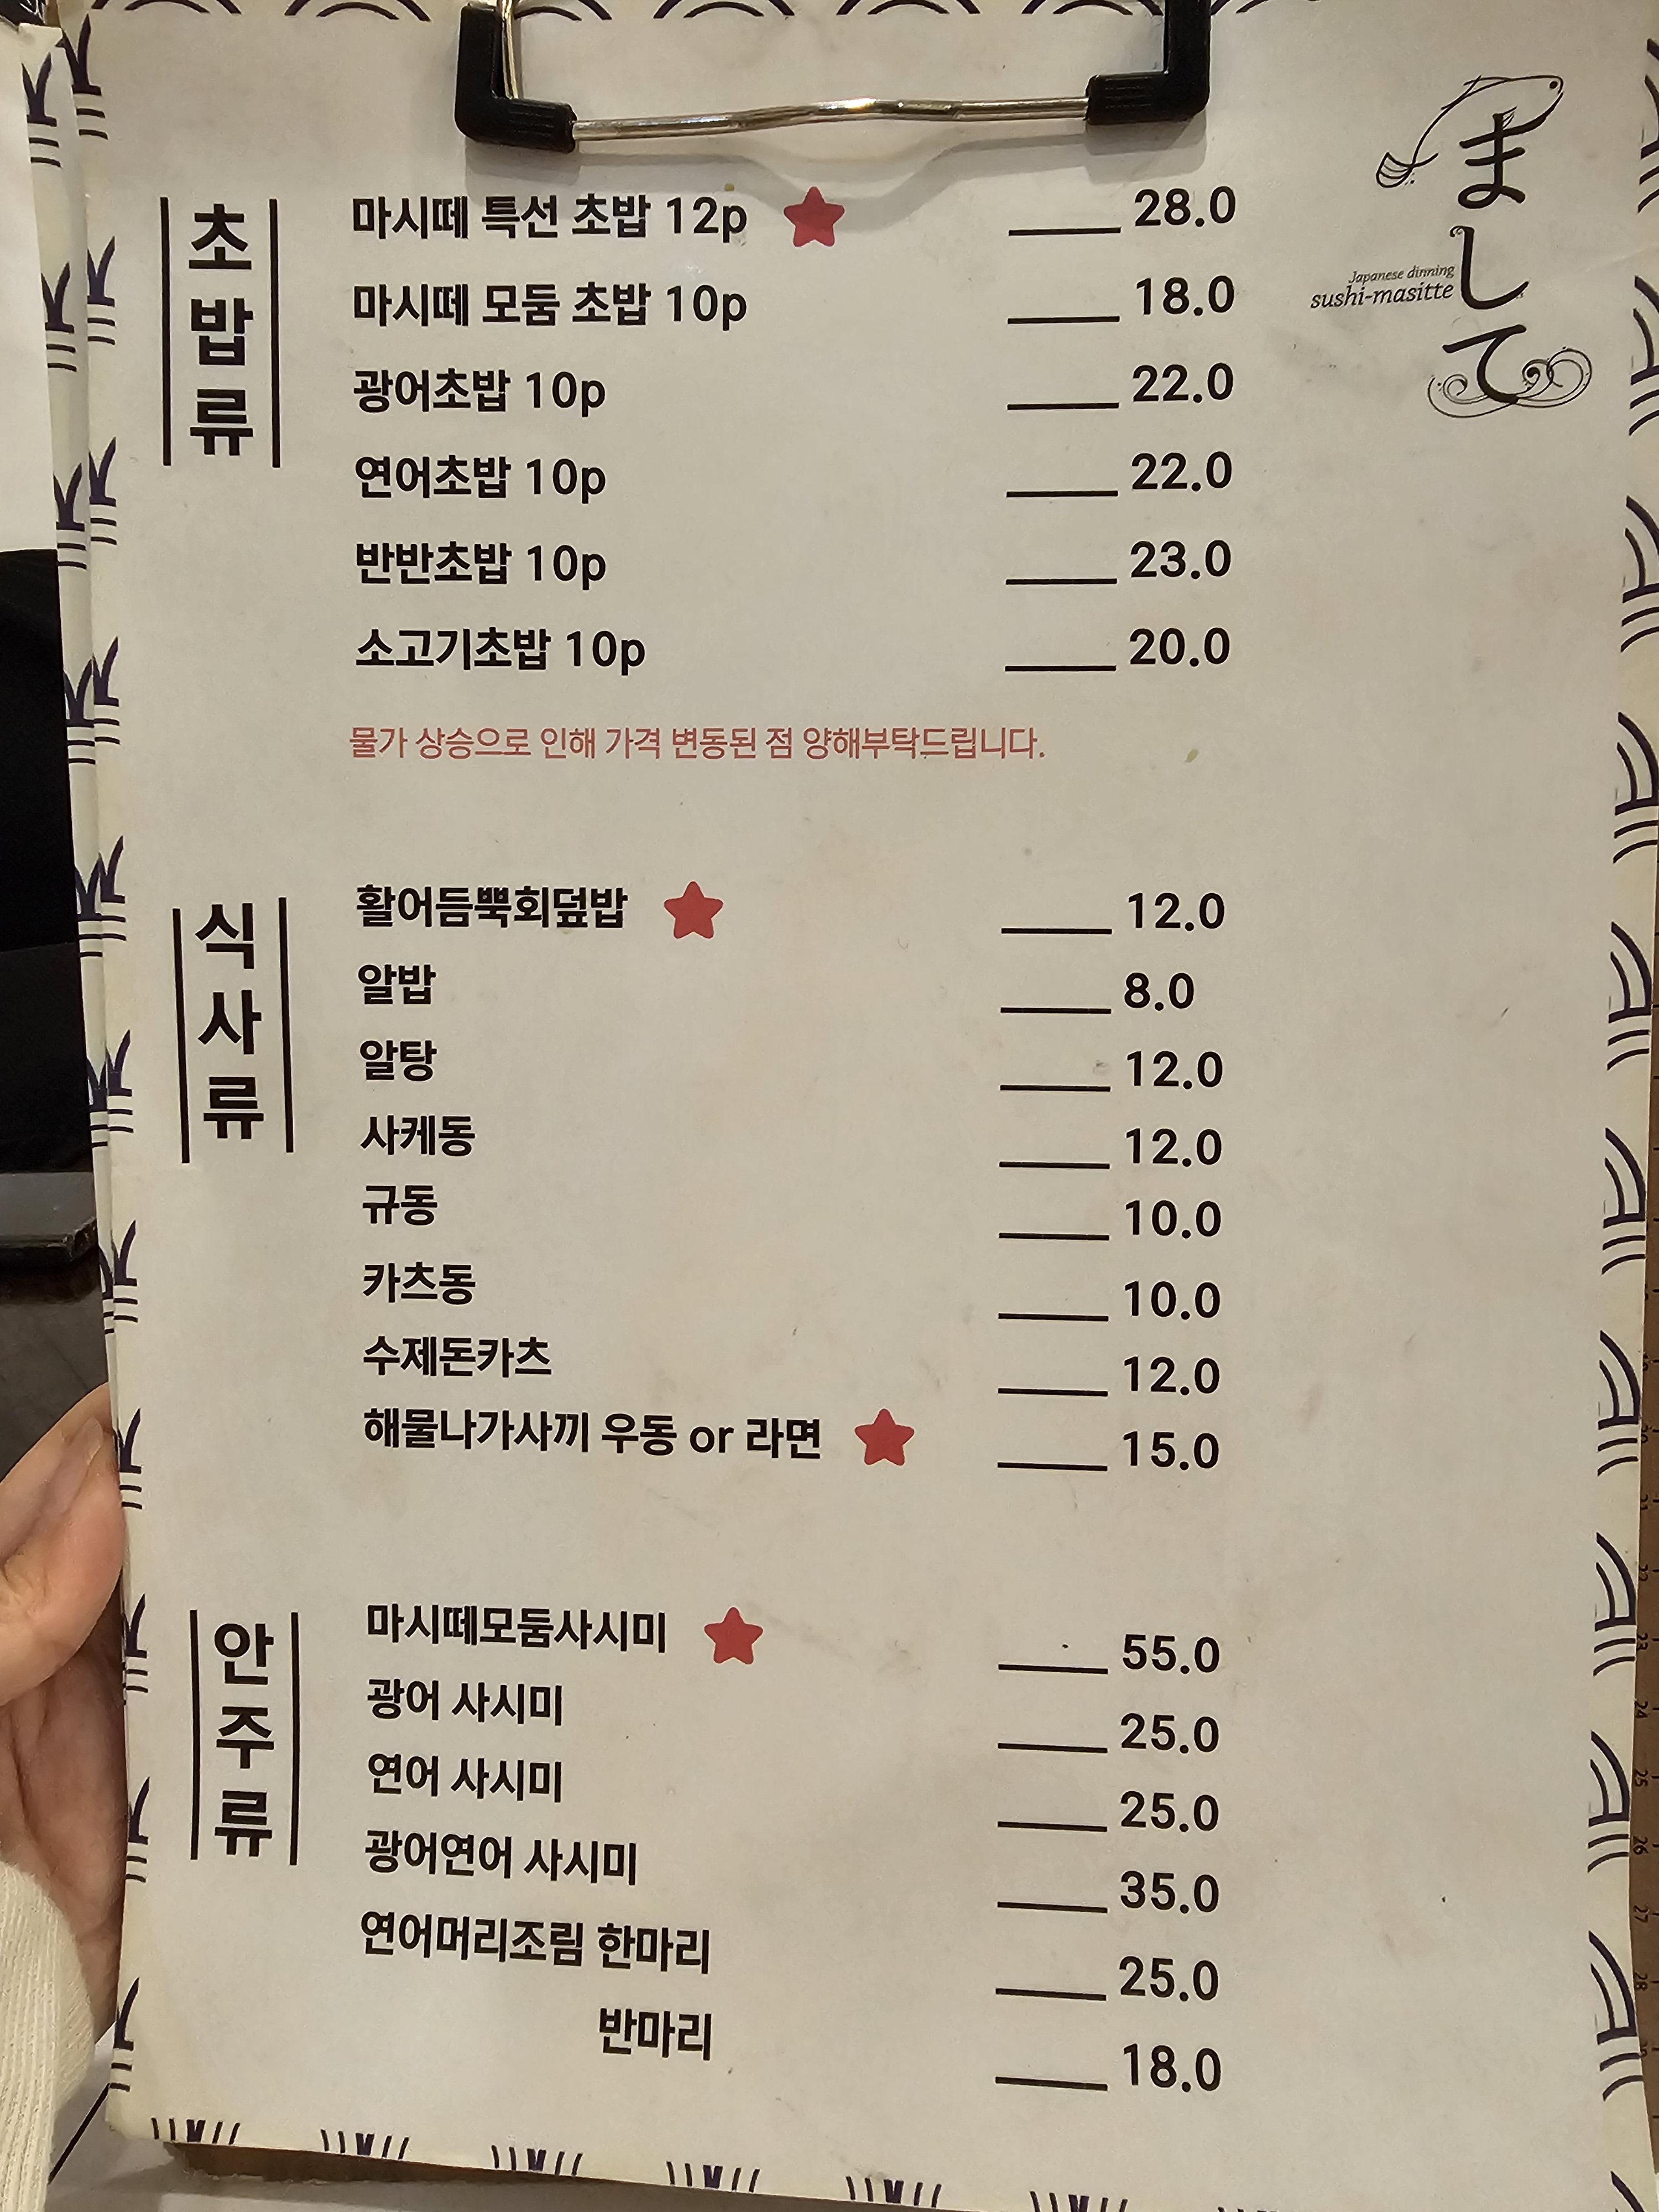 まして
Japanese dinning
sushi-masitte
초밥류
마시떼 특선 초밥 12p 28.0
마시떼 모둠 초밥 10p 18.0
광어초밥 10p 22.0
연어초밥 10p 22.0
반반초밥 10p 23.0
소고기초밥 10p 20.0
물가 상승으로 인해 가격 변동된 점 양해부탁드립니다.
식사류
활어듬뿍회덮밥 12.0
알밥 8.0
알탕 12.0
사케동 12.0
규동 10.0
카츠동 10.0
수제돈카츠 12.0
해물나가사끼 우동 or 라면 15.0
안주류
마시떼모둠사시미 55.0
광어 사시미 25.0
연어 사시미 25.0
광어연어 사시미 35.0
연어머리조림 한마리 25.0
반마리 18.0